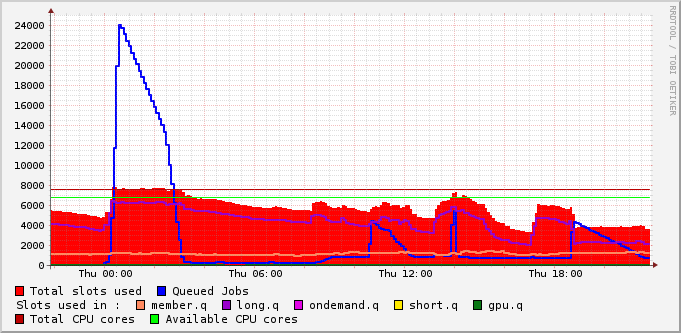 24000
22000
20000
18000
16000
14000
12000
10000
8000
6000
4000
2000
0
Thu 00:00 Thu 06:00 Thu 12:00 Thu 18:00
Total slots used Queued Jobs
Slots used in : member.q long.q ondemand.q short.q gpu.q
Total CPU cores Available CPU cores
RRDTOOL / TOBI OETIKER